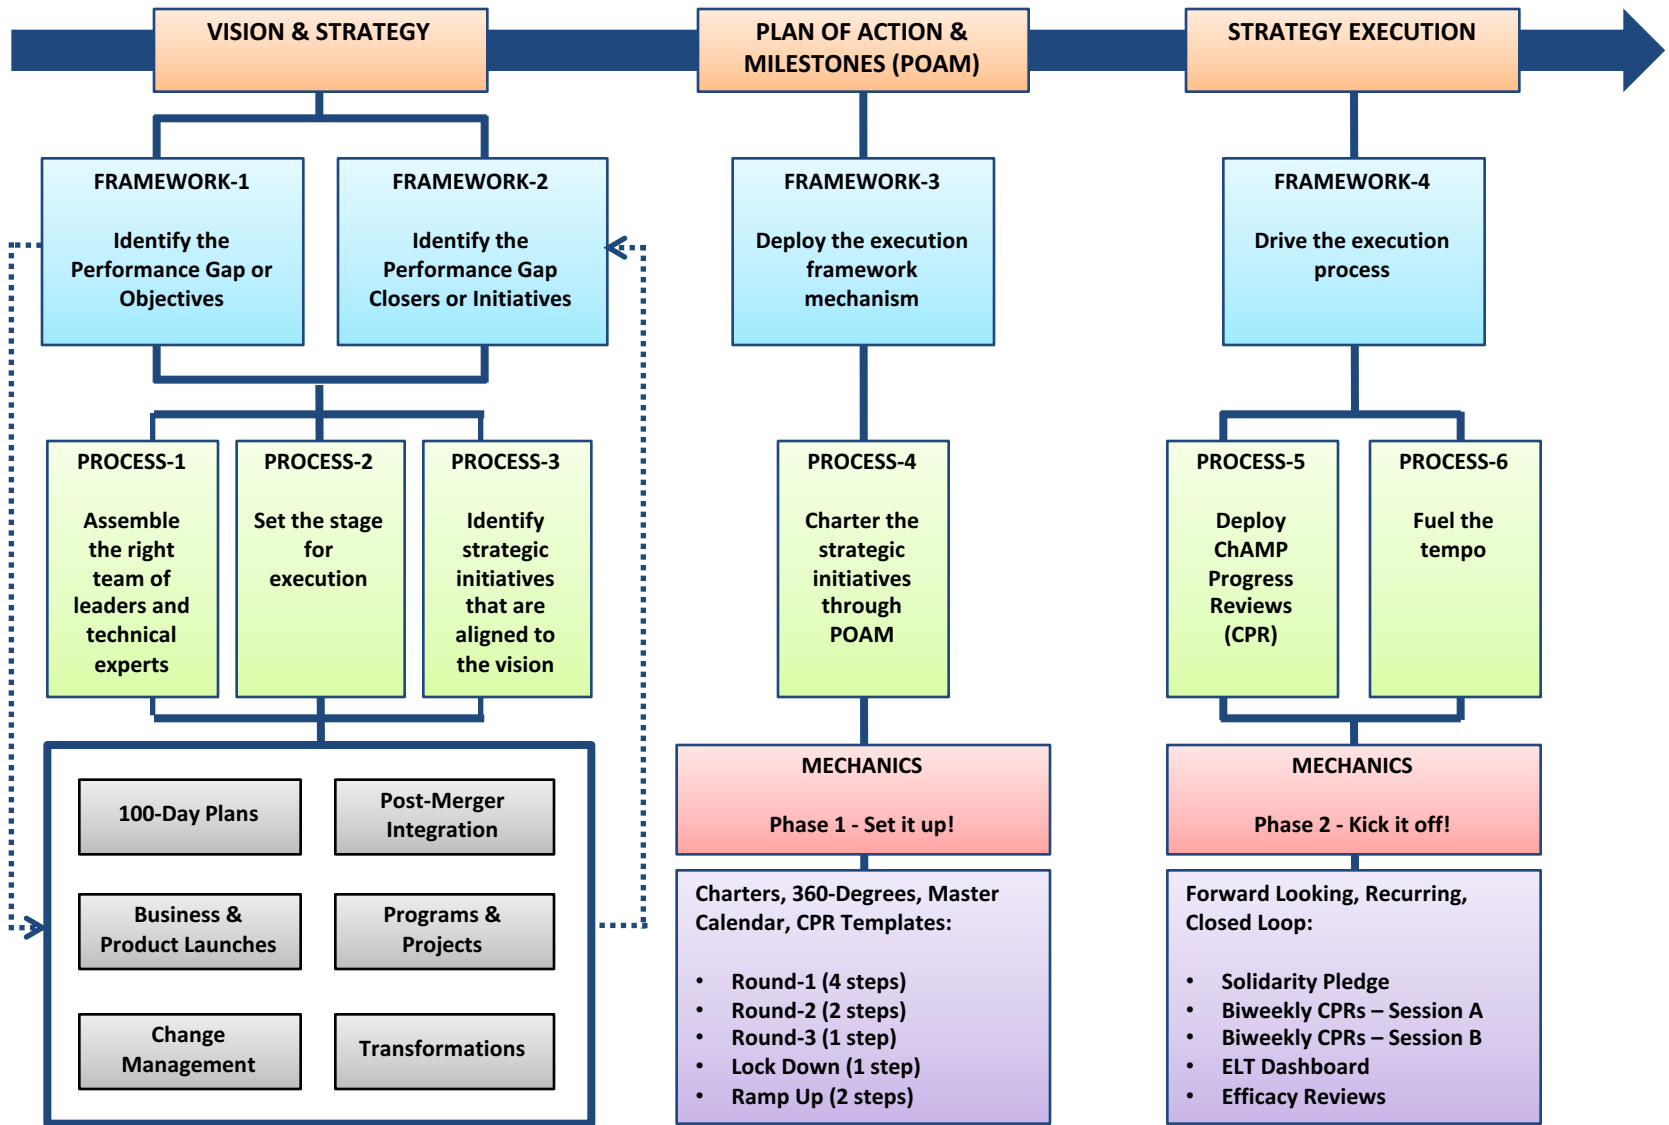 VISION & STRATEGY
PLAN OF ACTION &
MILESTONES (POAM)
STRATEGY EXECUTION
FRAMEWORK-1
Identify the
Performance Gap or
Objectives
FRAMEWORK-2
Identify the
Performance Gap
Closers or Initiatives
FRAMEWORK-3
Deploy the execution
framework
mechanism
FRAMEWORK-4
Drive the execution
process
PROCESS-1
Assemble
the right
team of
leaders and
technical
experts
PROCESS-2
Set the stage
for
execution
PROCESS-3
Identify
strategic
initiatives
that are
aligned to
the vision
PROCESS-4
Charter the
strategic
initiatives
through
POAM
PROCESS-5
Deploy
ChAMP
Progress
Reviews
(CPR)
PROCESS-6
Fuel the
tempo
100-Day Plans
Post-Merger
Integration
Business &
Product Launches
Programs &
Projects
Change
Management
Transformations
MECHANICS
Phase 1 - Set it up!
Charters, 360-Degrees, Master
Calendar, CPR Templates:
• Round-1 (4 steps)
• Round-2 (2 steps)
• Round-3 (1 step)
• Lock Down (1 step)
• Ramp Up (2 steps)
MECHANICS
Phase 2 - Kick it off!
Forward Looking, Recurring,
Closed Loop:
• Solidarity Pledge
• Biweekly CPRs – Session A
• Biweekly CPRs – Session B
• ELT Dashboard
• Efficacy Reviews